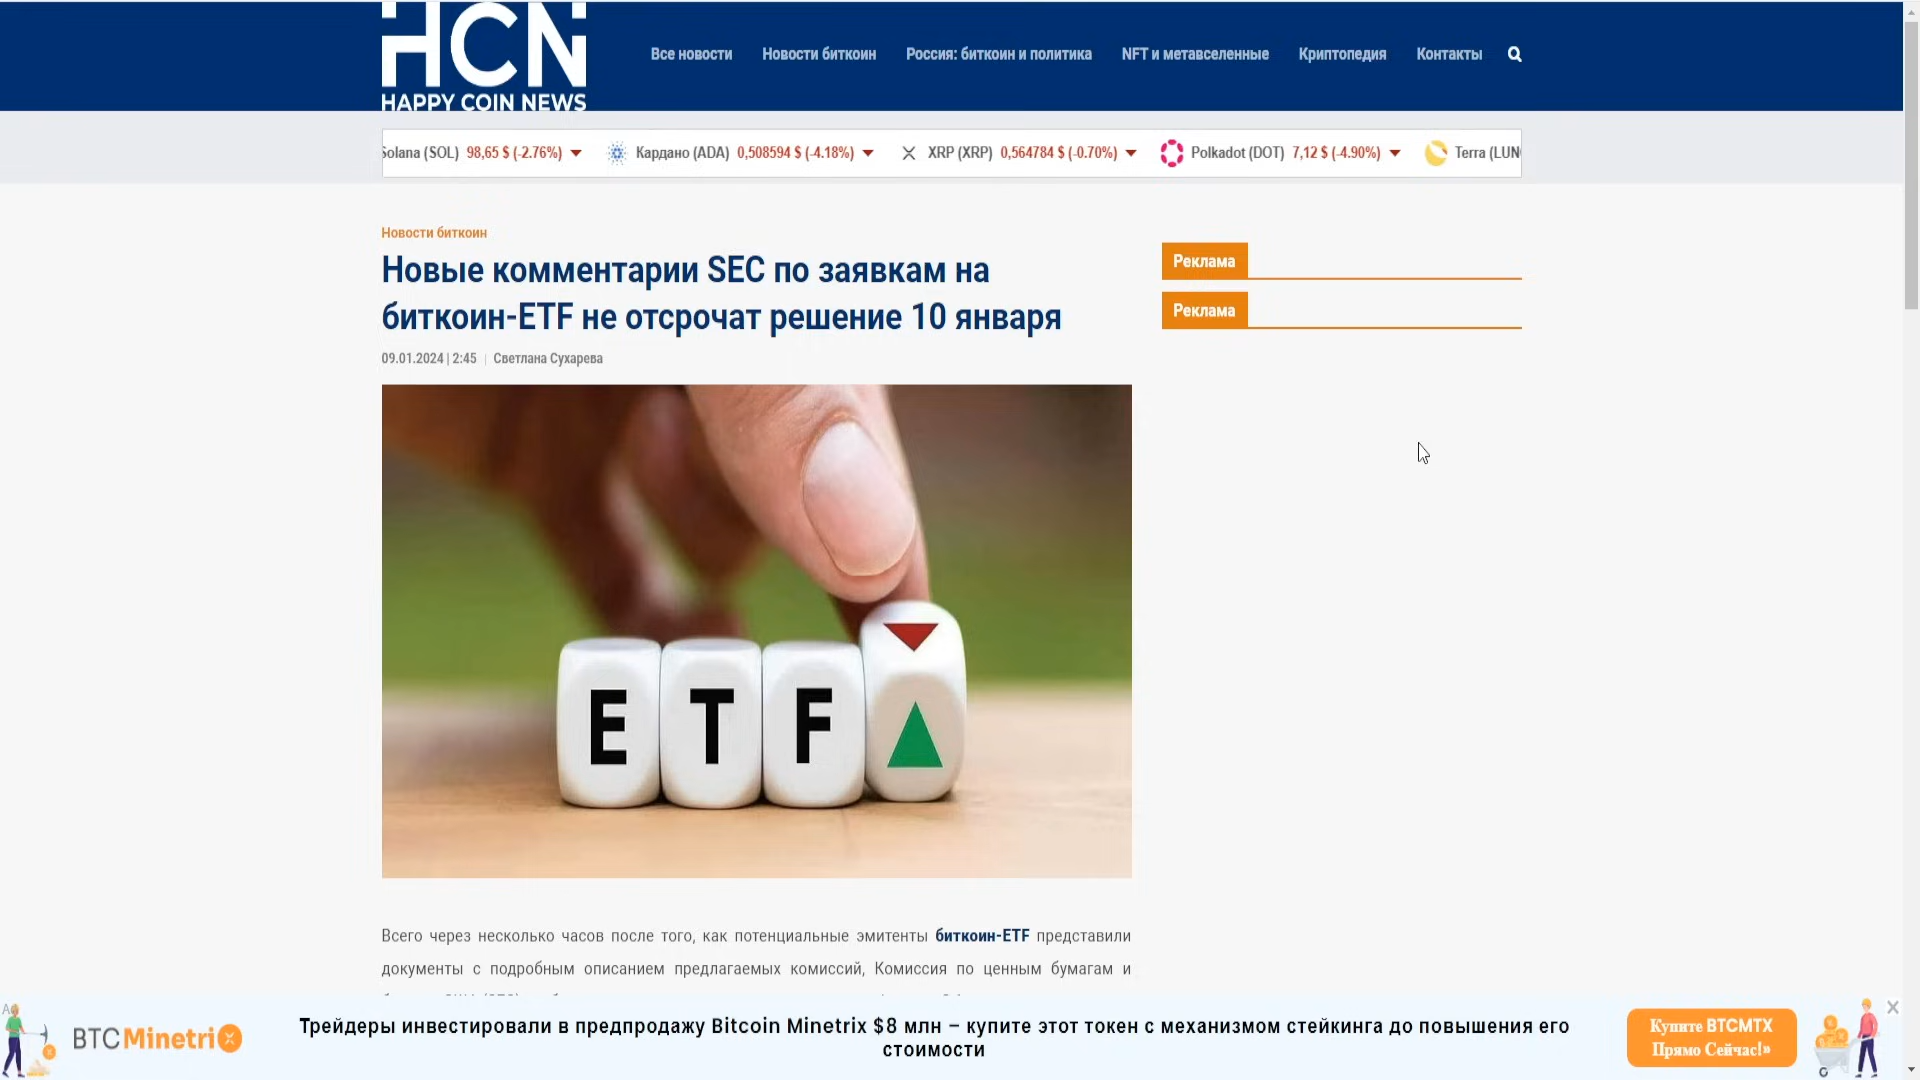 HCN
HAPPY COIN NEWS
Все новости
Новости биткоин
Россия: биткоин и политика
NFT и метавселенные
Криптопедия
Контакты
Solana (SOL) 98,65 $ (-2.76%)
Кардано (ADA) 0,508594 $ (-4.18%)
XRP (XRP) 0,564784 $ (-0.70%)
Polkadot (DOT) 7,12 $ (-4.90%)
Terra (LUN
Новости биткоин
Новые комментарии SEC по заявкам на
биткоин-ETF не отсрочат решение 10 января
09.01.2024 | 2:45 | Светлана Сухарева
Реклама
Реклама
E T F
Всего через несколько часов после того, как потенциальные эмитенты биткоин-ETF представили
документы с подробным описанием предлагаемых комиссий, Комиссия по ценным бумагам и
BTCMinetrix
Трейдеры инвестировали в предпродажу Bitcoin Minetrix $8 млн – купите этот токен с механизмом стейкинга до повышения его
стоимости
Купите BTCMTX
Прямо Сейчас!»